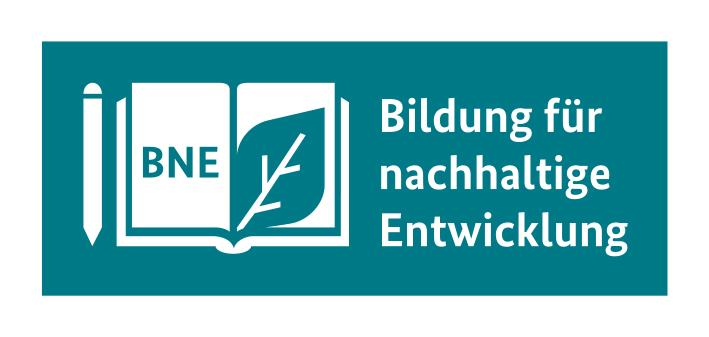 BNE
Bildung für
nachhaltige
Entwicklung